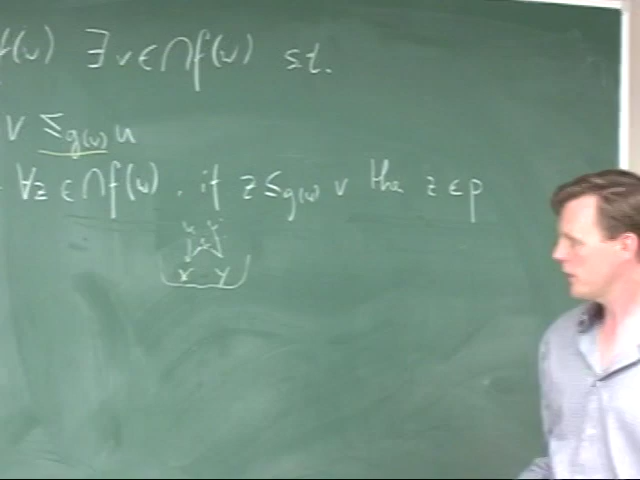 f(w) ∃ v ∈ ∩f(w) s.t.
v ≤g(w) u
∀z ∈ ∩f(w) . if z ≤g(w) v the z ∈ p
x y